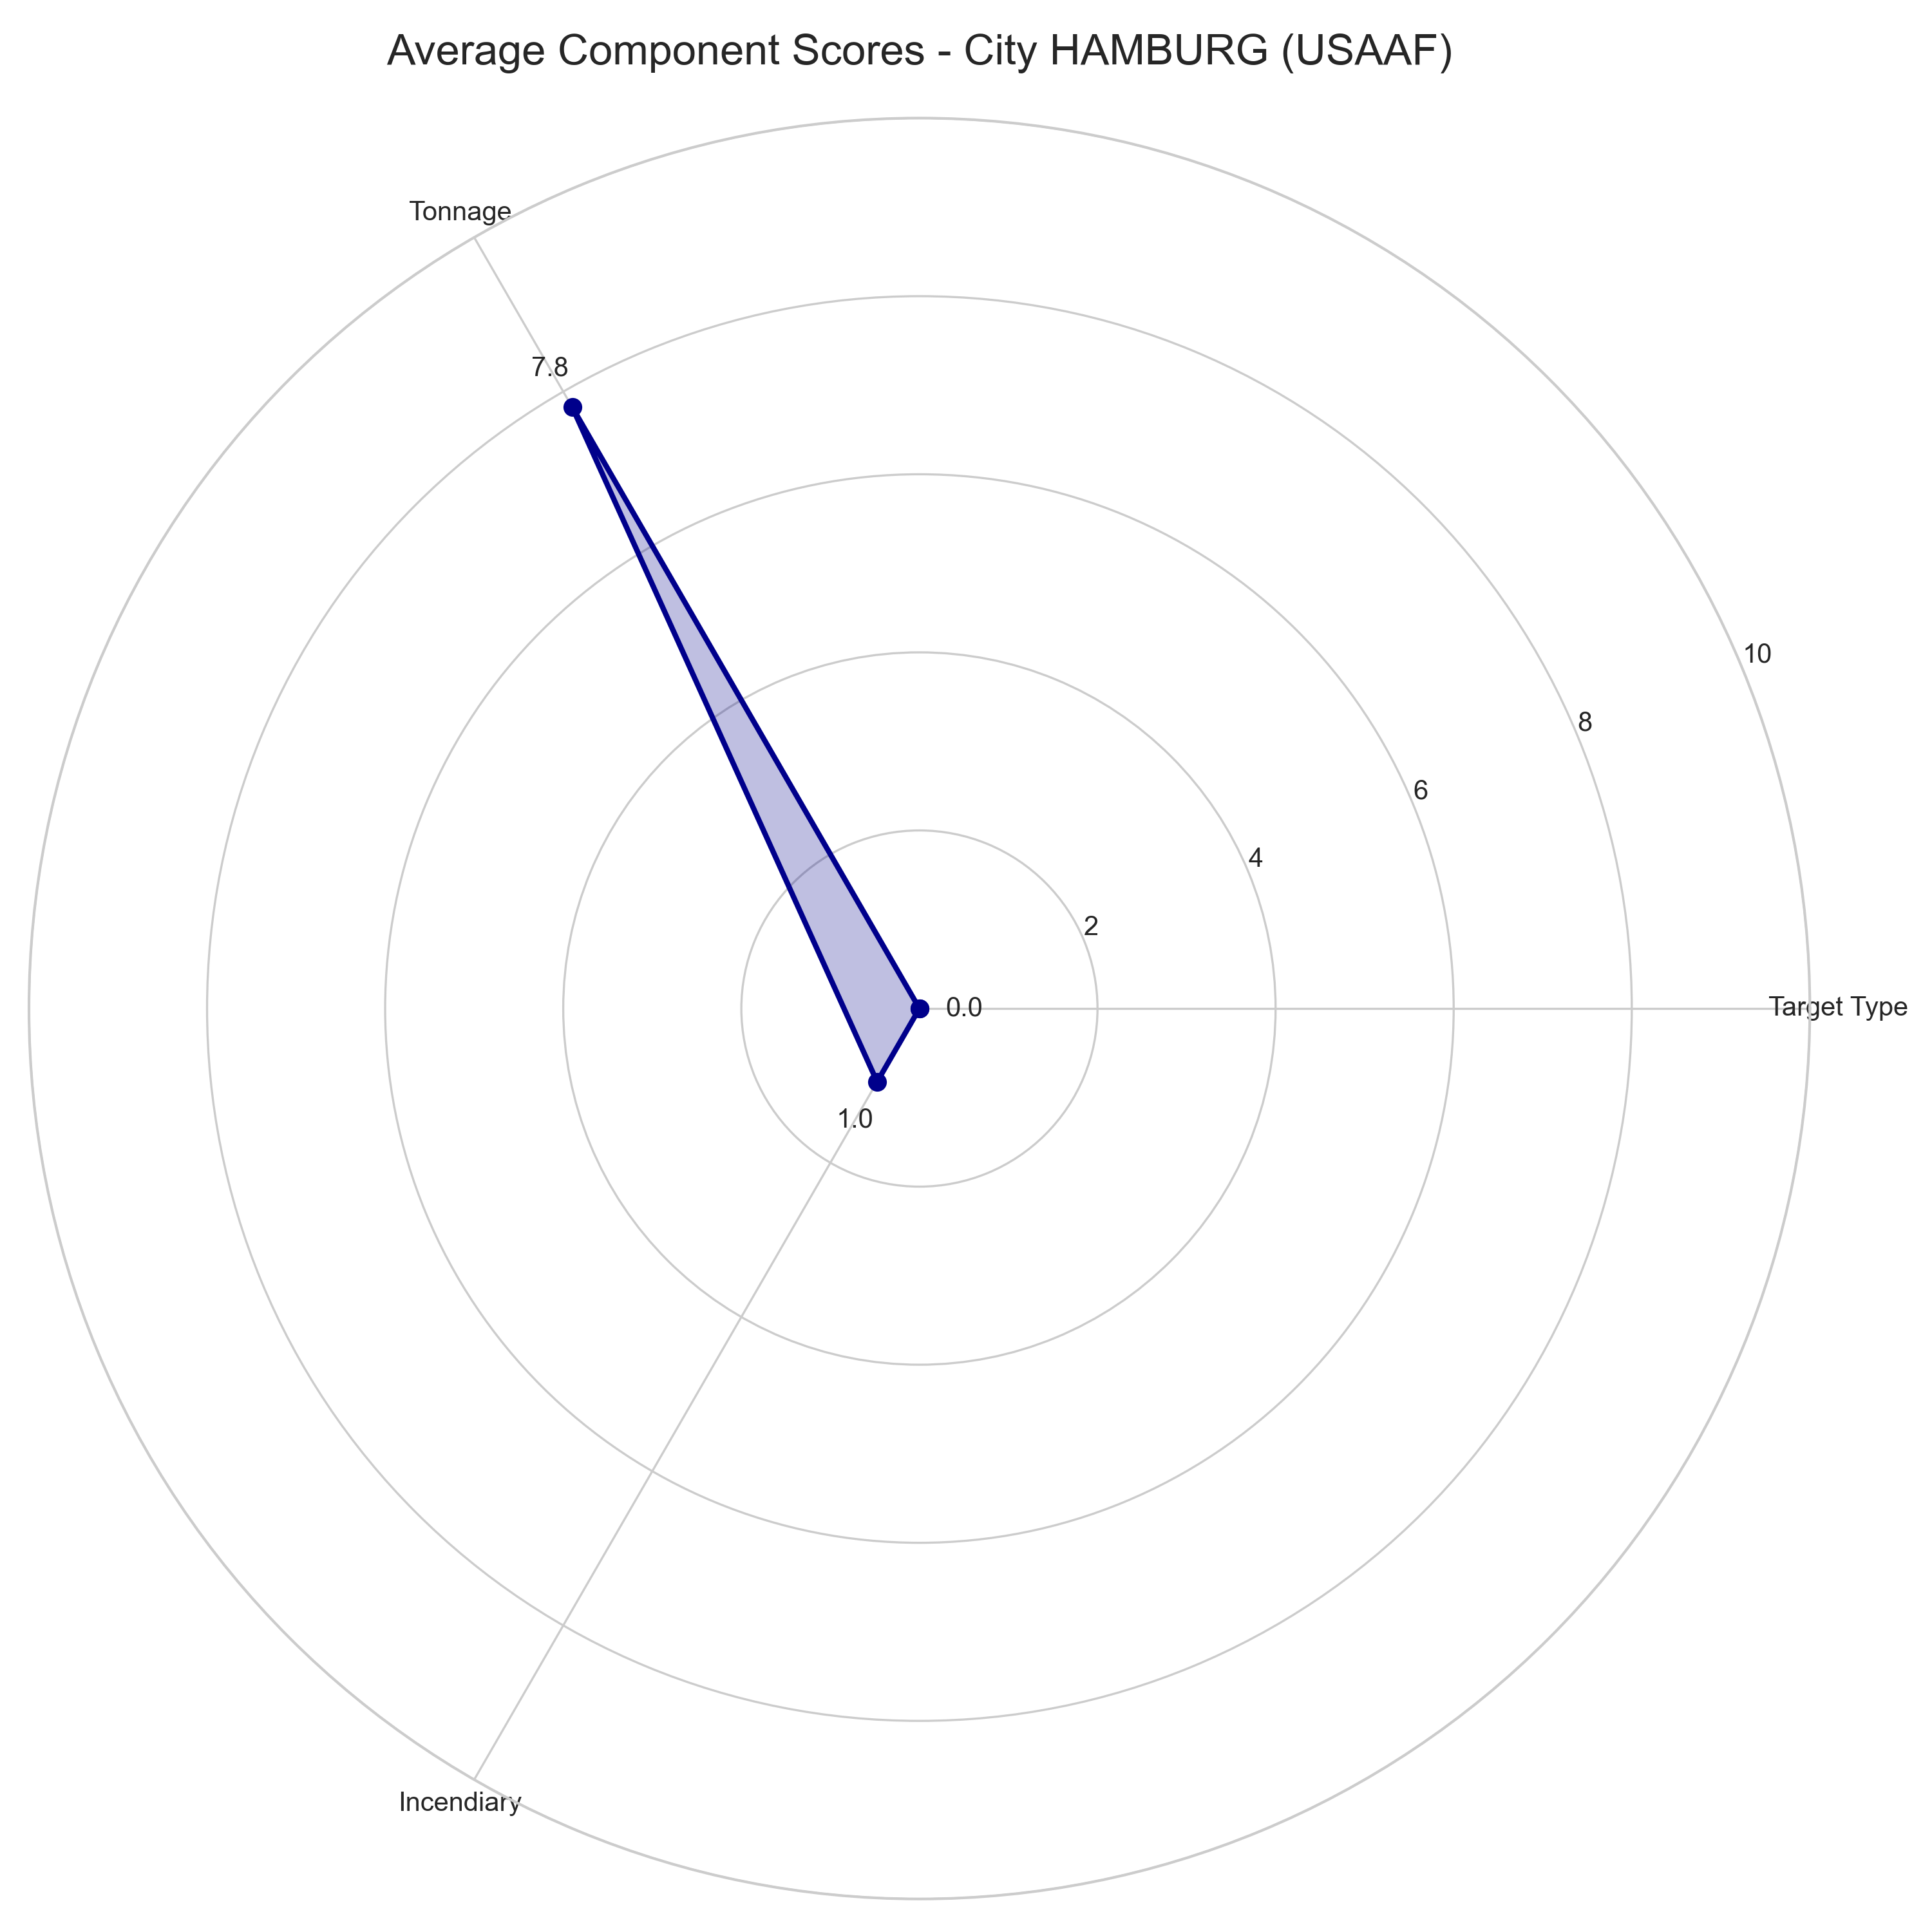 Average Component Scores - City HAMBURG (USAAF)
Tonnage
7.8
10
8
6
4
2
0.0
Target Type
1.0
Incendiary